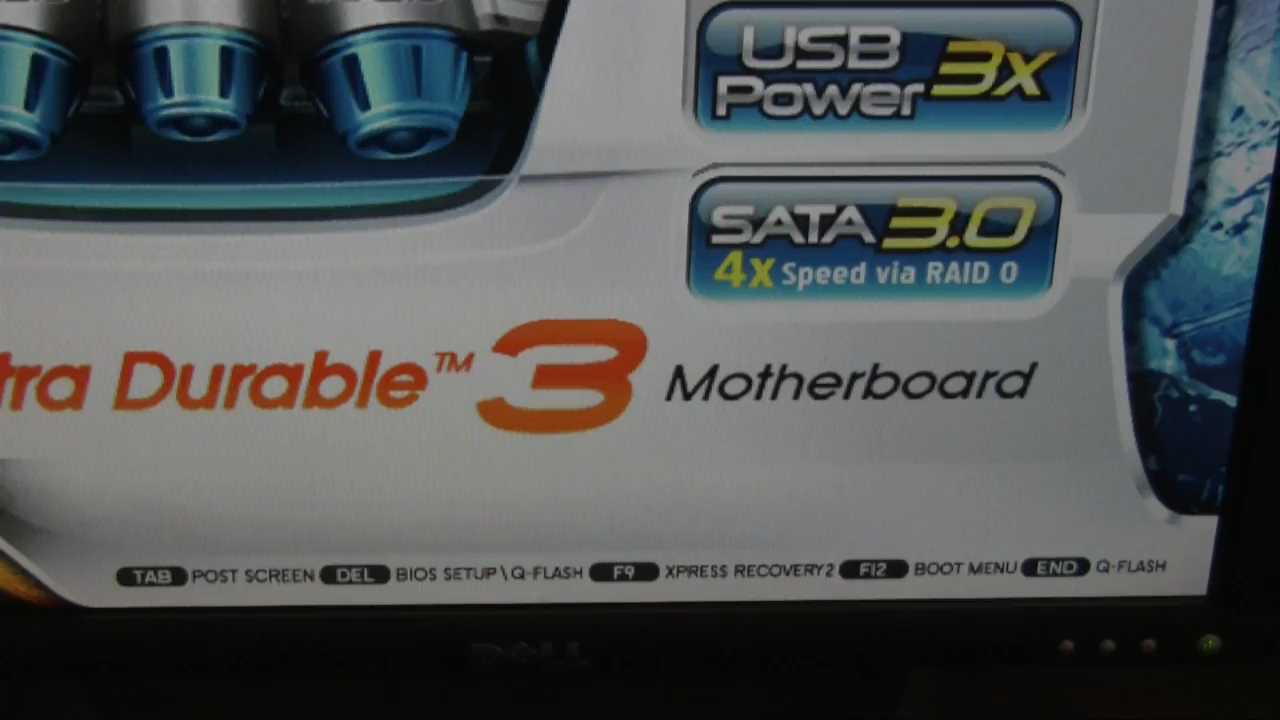 USB
Power 3x
SATA 3.0
4x Speed via RAID 0
tra Durable™ 3 Motherboard
TAB POST SCREEN DEL BIOS SETUP\Q-FLASH F9 XPRESS RECOVERY2 F12 BOOT MENU END Q-FLASH
DELL